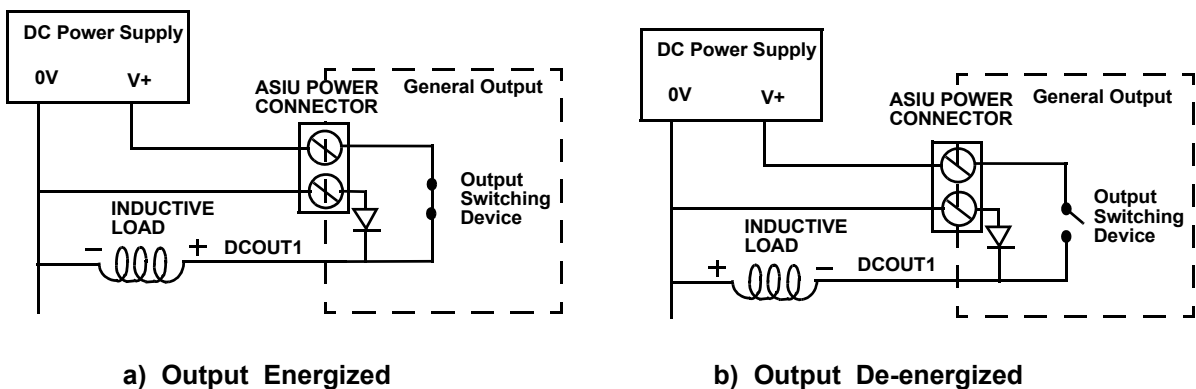 DC Power Supply
0V V+
ASIU POWER
CONNECTOR
General Output
Output
Switching
Device
INDUCTIVE
LOAD
– +
DCOUT1
a) Output Energized
DC Power Supply
0V V+
ASIU POWER
CONNECTOR
General Output
Output
Switching
Device
INDUCTIVE
LOAD
+ –
DCOUT1
b) Output De-energized